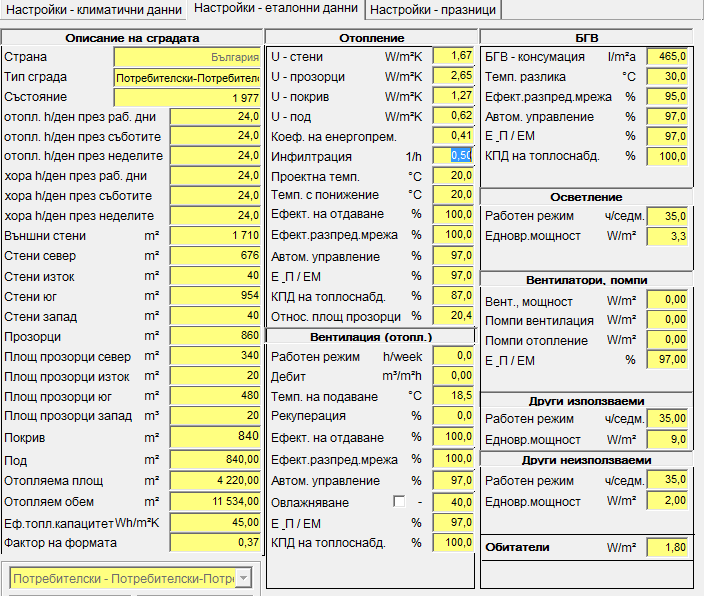 Настройки - климатични данни
Настройки - еталонни данни
Настройки - празници
Описание на сградата
Страна България
Тип сграда Потребителски-Потребителс
Състояние 1 977
отопл. h/ден през раб. дни 24,0
отопл. h/ден през съботите 24,0
отопл. h/ден през неделите 24,0
хора h/ден през раб. дни 24,0
хора h/ден през съботите 24,0
хора h/ден през неделите 24,0
Външни стени m² 1 710
Стени север m² 676
Стени изток m² 40
Стени юг m² 954
Стени запад m² 40
Прозорци m² 860
Площ прозорци север m² 340
Площ прозорци изток m² 20
Площ прозорци юг m² 480
Площ прозорци запад m² 20
Покрив m² 840
Под m² 840,00
Отопляема площ m² 4 220,00
Отопляем обем m² 11 534,00
Еф.топл.капацитет Wh/m²K 45,00
Фактор на формата 0,37
Потребителски - Потребителски-Потре
Отопление
U - стени W/m²K 1,67
U - прозорци W/m²K 2,65
U - покрив W/m²K 1,27
U - под W/m²K 0,62
Коеф. на енергопрем. 0,41
Инфилтрация 1/h 0,50
Проектна темп. °C 20,0
Темп. с понижение °C 20,0
Ефект. на отдаване % 100,0
Ефект.разпред.мрежа % 100,0
Автом. управление % 97,0
Е_П / ЕМ % 97,0
КПД на топлоснабд. % 87,0
Относ. площ прозорци % 20,4
Вентилация (отопл.)
Работен режим h/week 0,0
Дебит m³/m²h 0,00
Темп. на подаване °C 18,5
Рекуперация % 0,0
Ефект. на отдаване % 100,0
Ефект.разпред.мрежа % 100,0
Автом. управление % 97,0
Овлажняване - 40,0
Е_П / ЕМ % 97,0
КПД на топлоснабд. % 100,0
БГВ
БГВ - консумация l/m²a 465,0
Темп. разлика °C 30,0
Ефект.разпред.мрежа % 95,0
Автом. управление % 97,0
Е_П / ЕМ % 97,0
КПД на топлоснабд. % 100,0
Осветление
Работен режим ч/седм. 35,0
Едновр.мощност W/m² 3,3
Вентилатори, помпи
Вент., мощност W/m² 0,00
Помпи вентилация W/m² 0,00
Помпи отопление W/m² 0,00
Е_П / ЕМ % 97,00
Други използваеми
Работен режим ч/седм. 35,00
Едновр.мощност W/m² 9,0
Други неизползваеми
Работен режим ч/седм. 35,0
Едновр.мощност W/m² 2,00
Обитатели W/m² 1,80